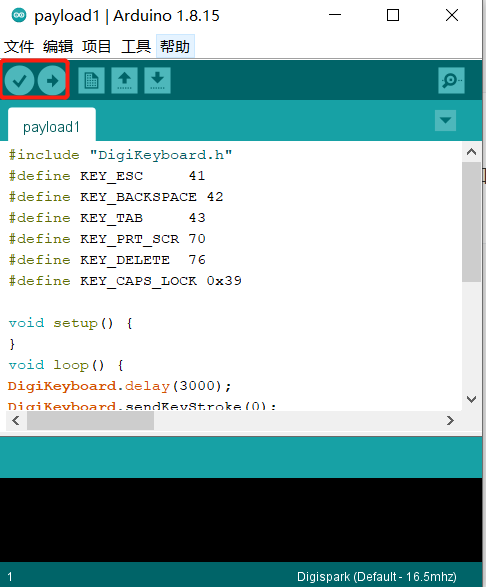 payload1 | Arduino 1.8.15
文件 编辑 项目 工具 帮助
payload1
#include "DigiKeyboard.h"
#define KEY_ESC     41
#define KEY_BACKSPACE 42
#define KEY_TAB     43
#define KEY_PRT_SCR 70
#define KEY_DELETE  76
#define KEY_CAPS_LOCK 0x39
void setup() {
}
void loop() {
DigiKeyboard.delay(3000);
DigiKeyboard.sendKeyStroke(0);
1
Digispark (Default - 16.5mhz)